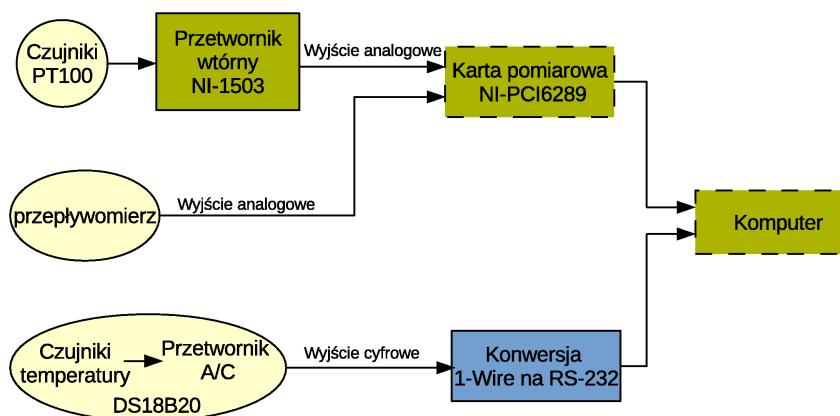 Czujniki
PT100
Przetwornik
wtórny
NI-1503
Wyjście analogowe
Karta pomiarowa
NI-PCI6289
przepływomierz
Wyjście analogowe
Komputer
Czujniki
temperatury
Przetwornik
A/C
DS18B20
Wyjście cyfrowe
Konwersja
1-Wire na RS-232